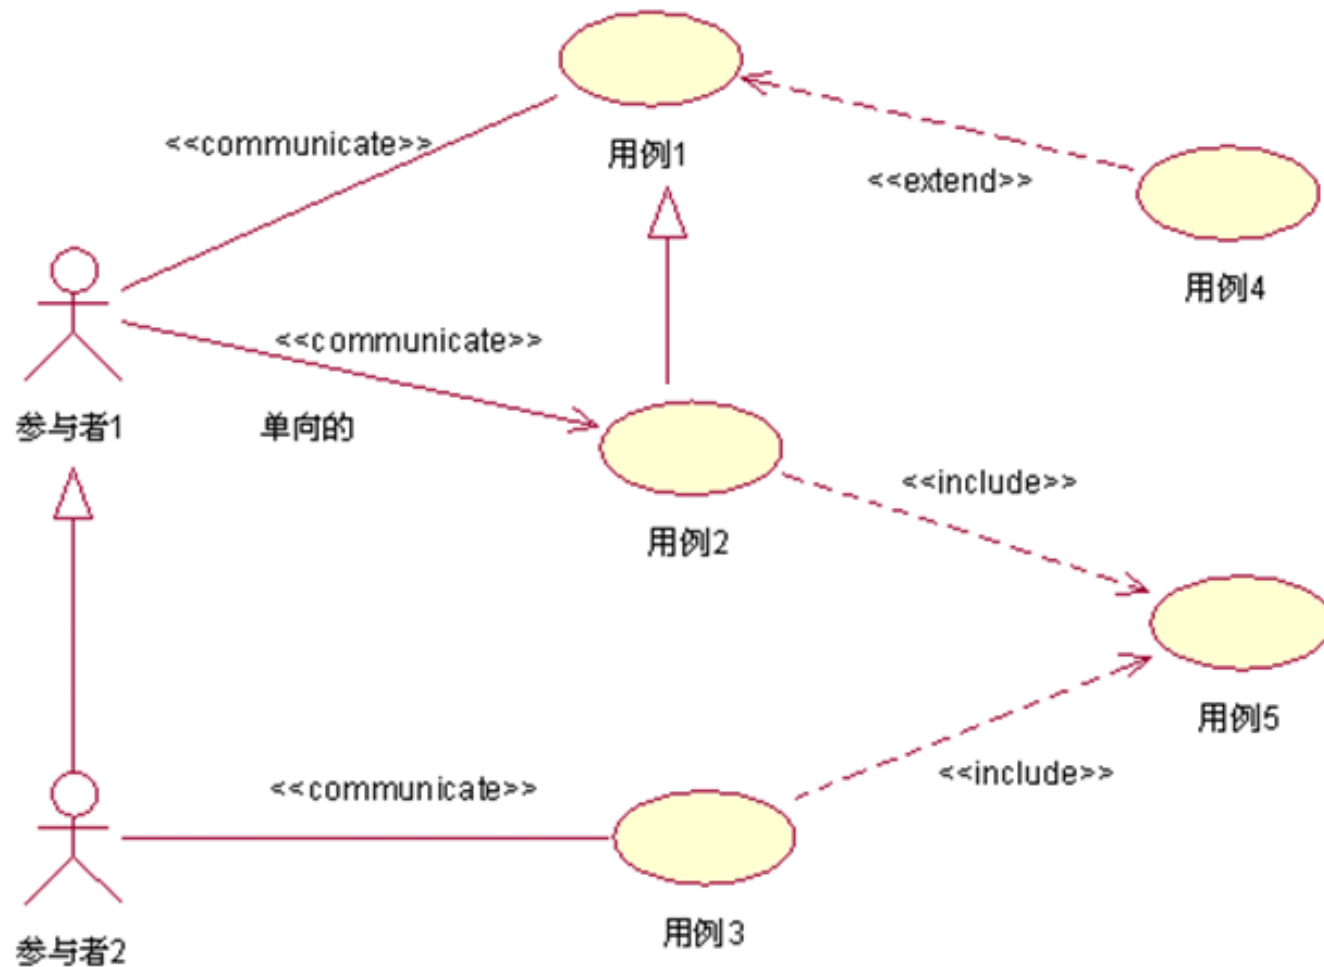 <<communicate>>
用例1
<<extend>>
用例4
<<communicate>>
参与者1
单向的
<<include>>
用例2
用例5
<<include>>
<<communicate>>
用例3
参与者2